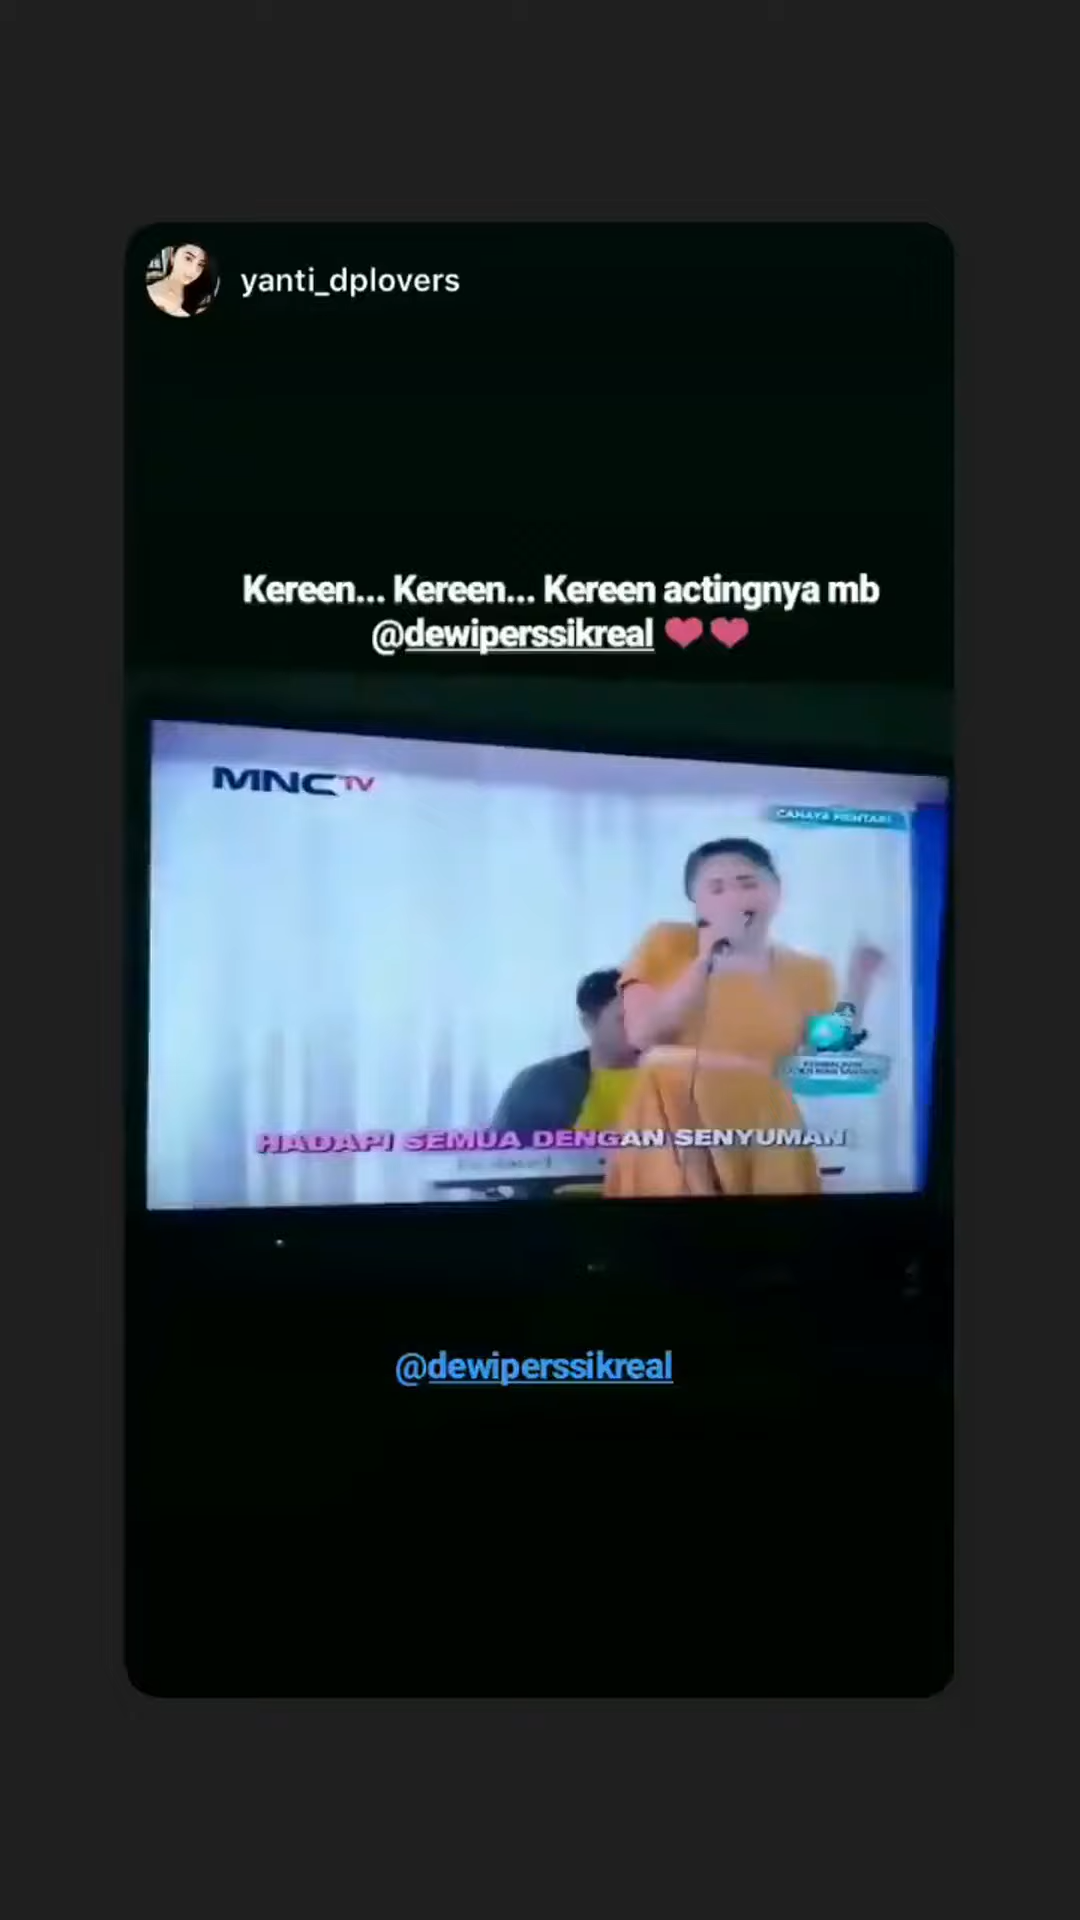 yanti_dplovers
Kereen... Kereen... Kereen actingnya mb
@dewiperssikreal ❤❤
MNCTV
CAHAYA MENTARI
HADAPI SEMUA DENGAN SENYUMAN
@dewiperssikreal